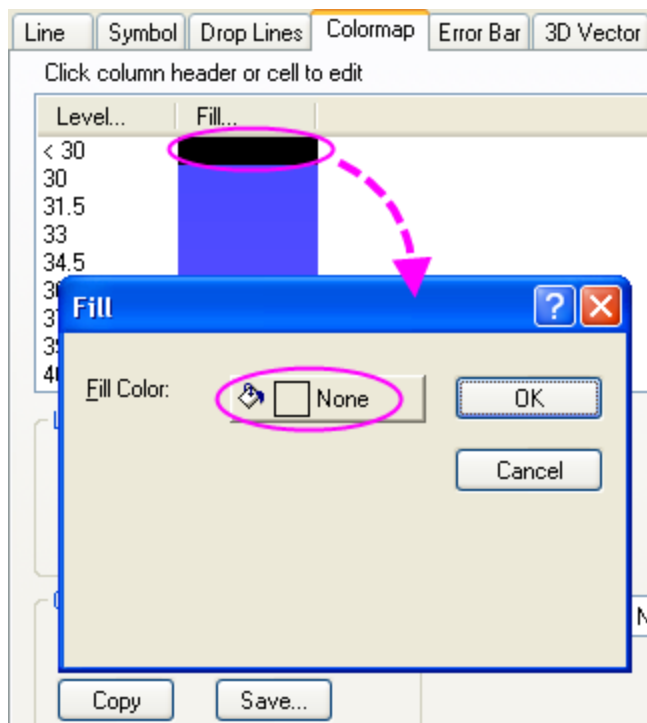 Line Symbol Drop Lines Colormap Error Bar 3D Vector
Click column header or cell to edit
Level... Fill...
< 30
30
31.5
33
34.5
Fill
Fill Color: None OK
Cancel
Copy Save...